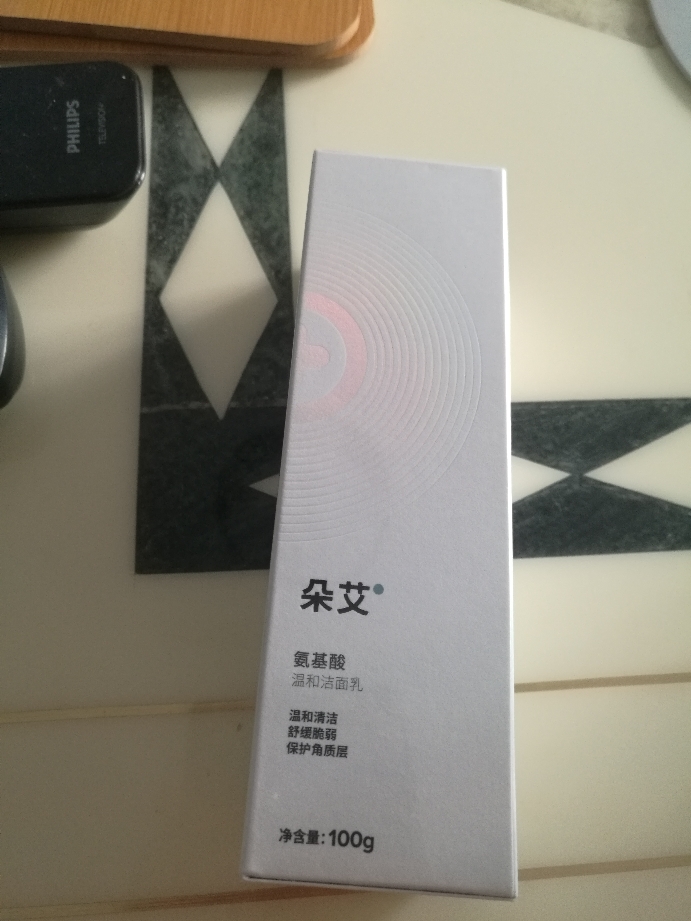 PHILIPS
TELEVISION
朵艾
氨基酸
温和洁面乳
温和清洁
舒缓脆弱
保护角质层
净含量：100g